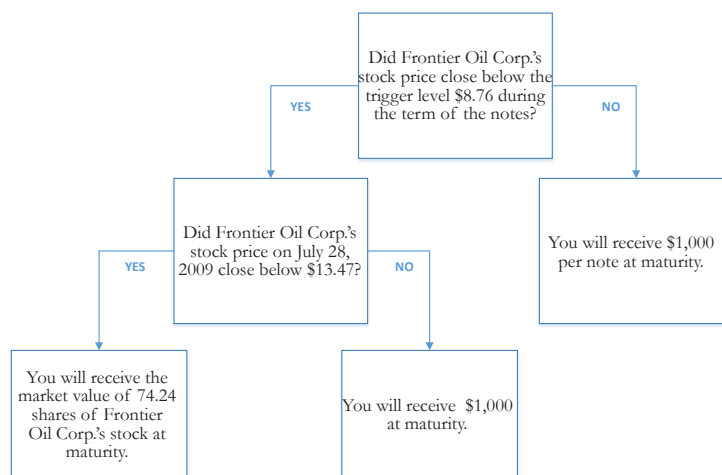 Did Frontier Oil Corp.'s
stock price close below the
trigger level $8.76 during
the term of the notes?
YES
NO
Did Frontier Oil Corp.'s
stock price on July 28,
2009 close below $13.47?
You will receive $1,000
per note at maturity.
YES
NO
You will receive the
market value of 74.24
shares of Frontier
Oil Corp.'s stock at
maturity.
You will receive $1,000
at maturity.